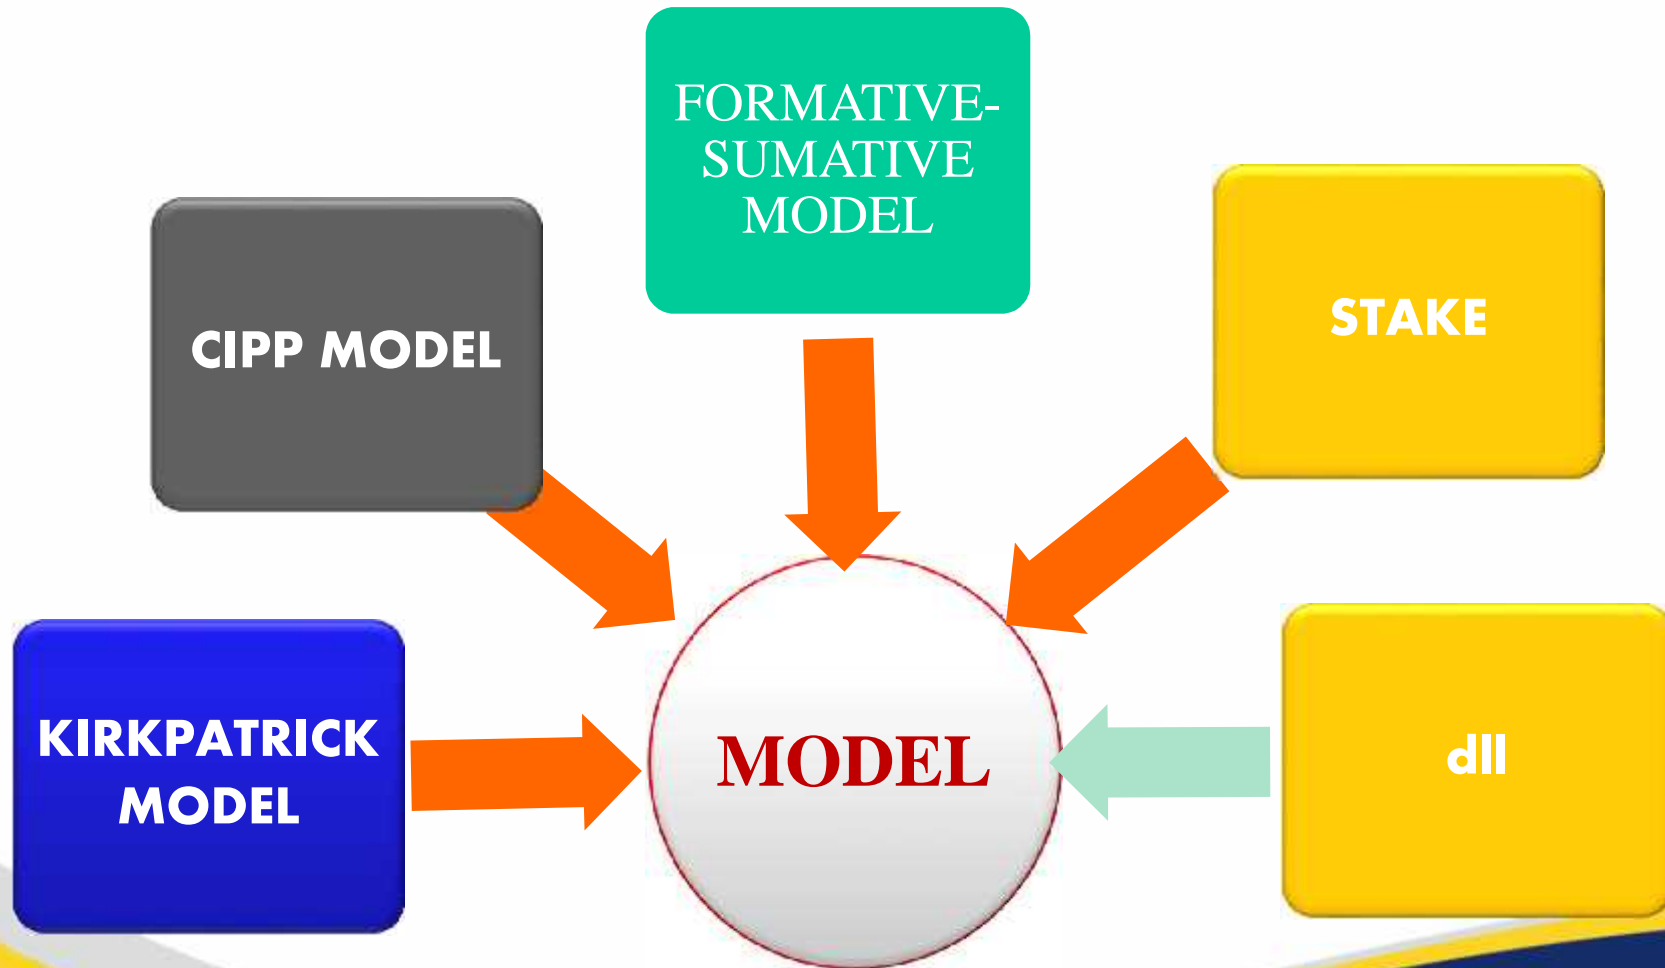 FORMATIVE-
SUMATIVE
MODEL
CIPP MODEL
STAKE
KIRKPATRICK
MODEL
MODEL
dll